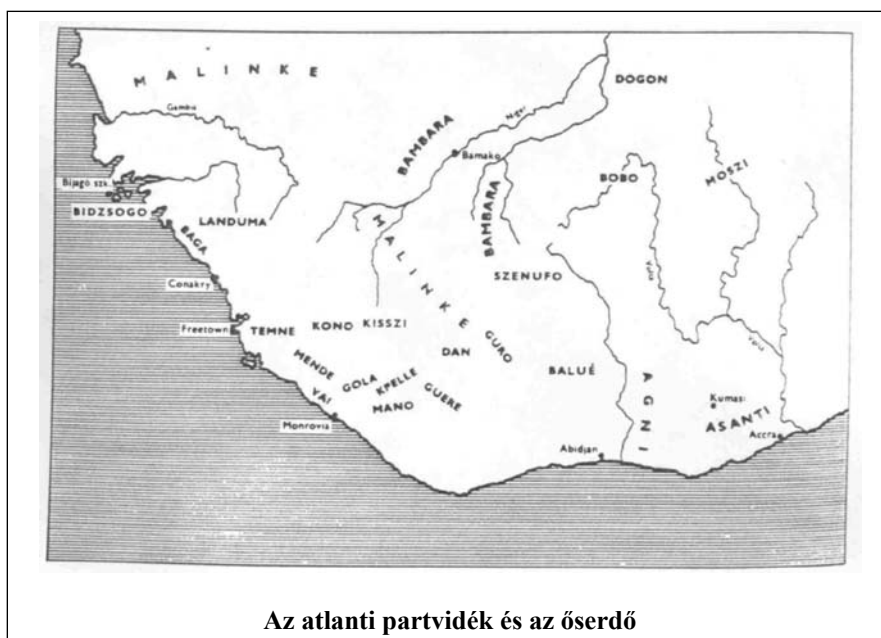 MALINKE
DOGON
Gambia
Niger
BAMBARA
Bamako
MOSZI
Bijagó szk.
BOBO
BIDZSOGO
LANDUMA
BAGA
BAMBARA
MALINKE
SZENUFO
Conakry
Volta
Freetown
TEMNE
KONO
KISSZI
GURO
DAN
MENDE
GOLA
KPELLE
GUERE
BALUÉ
AGNI
VAI
MANO
Kumasi
ASANTI
Monrovia
Abidjan
Accra
Az atlanti partvidék és az őserdő